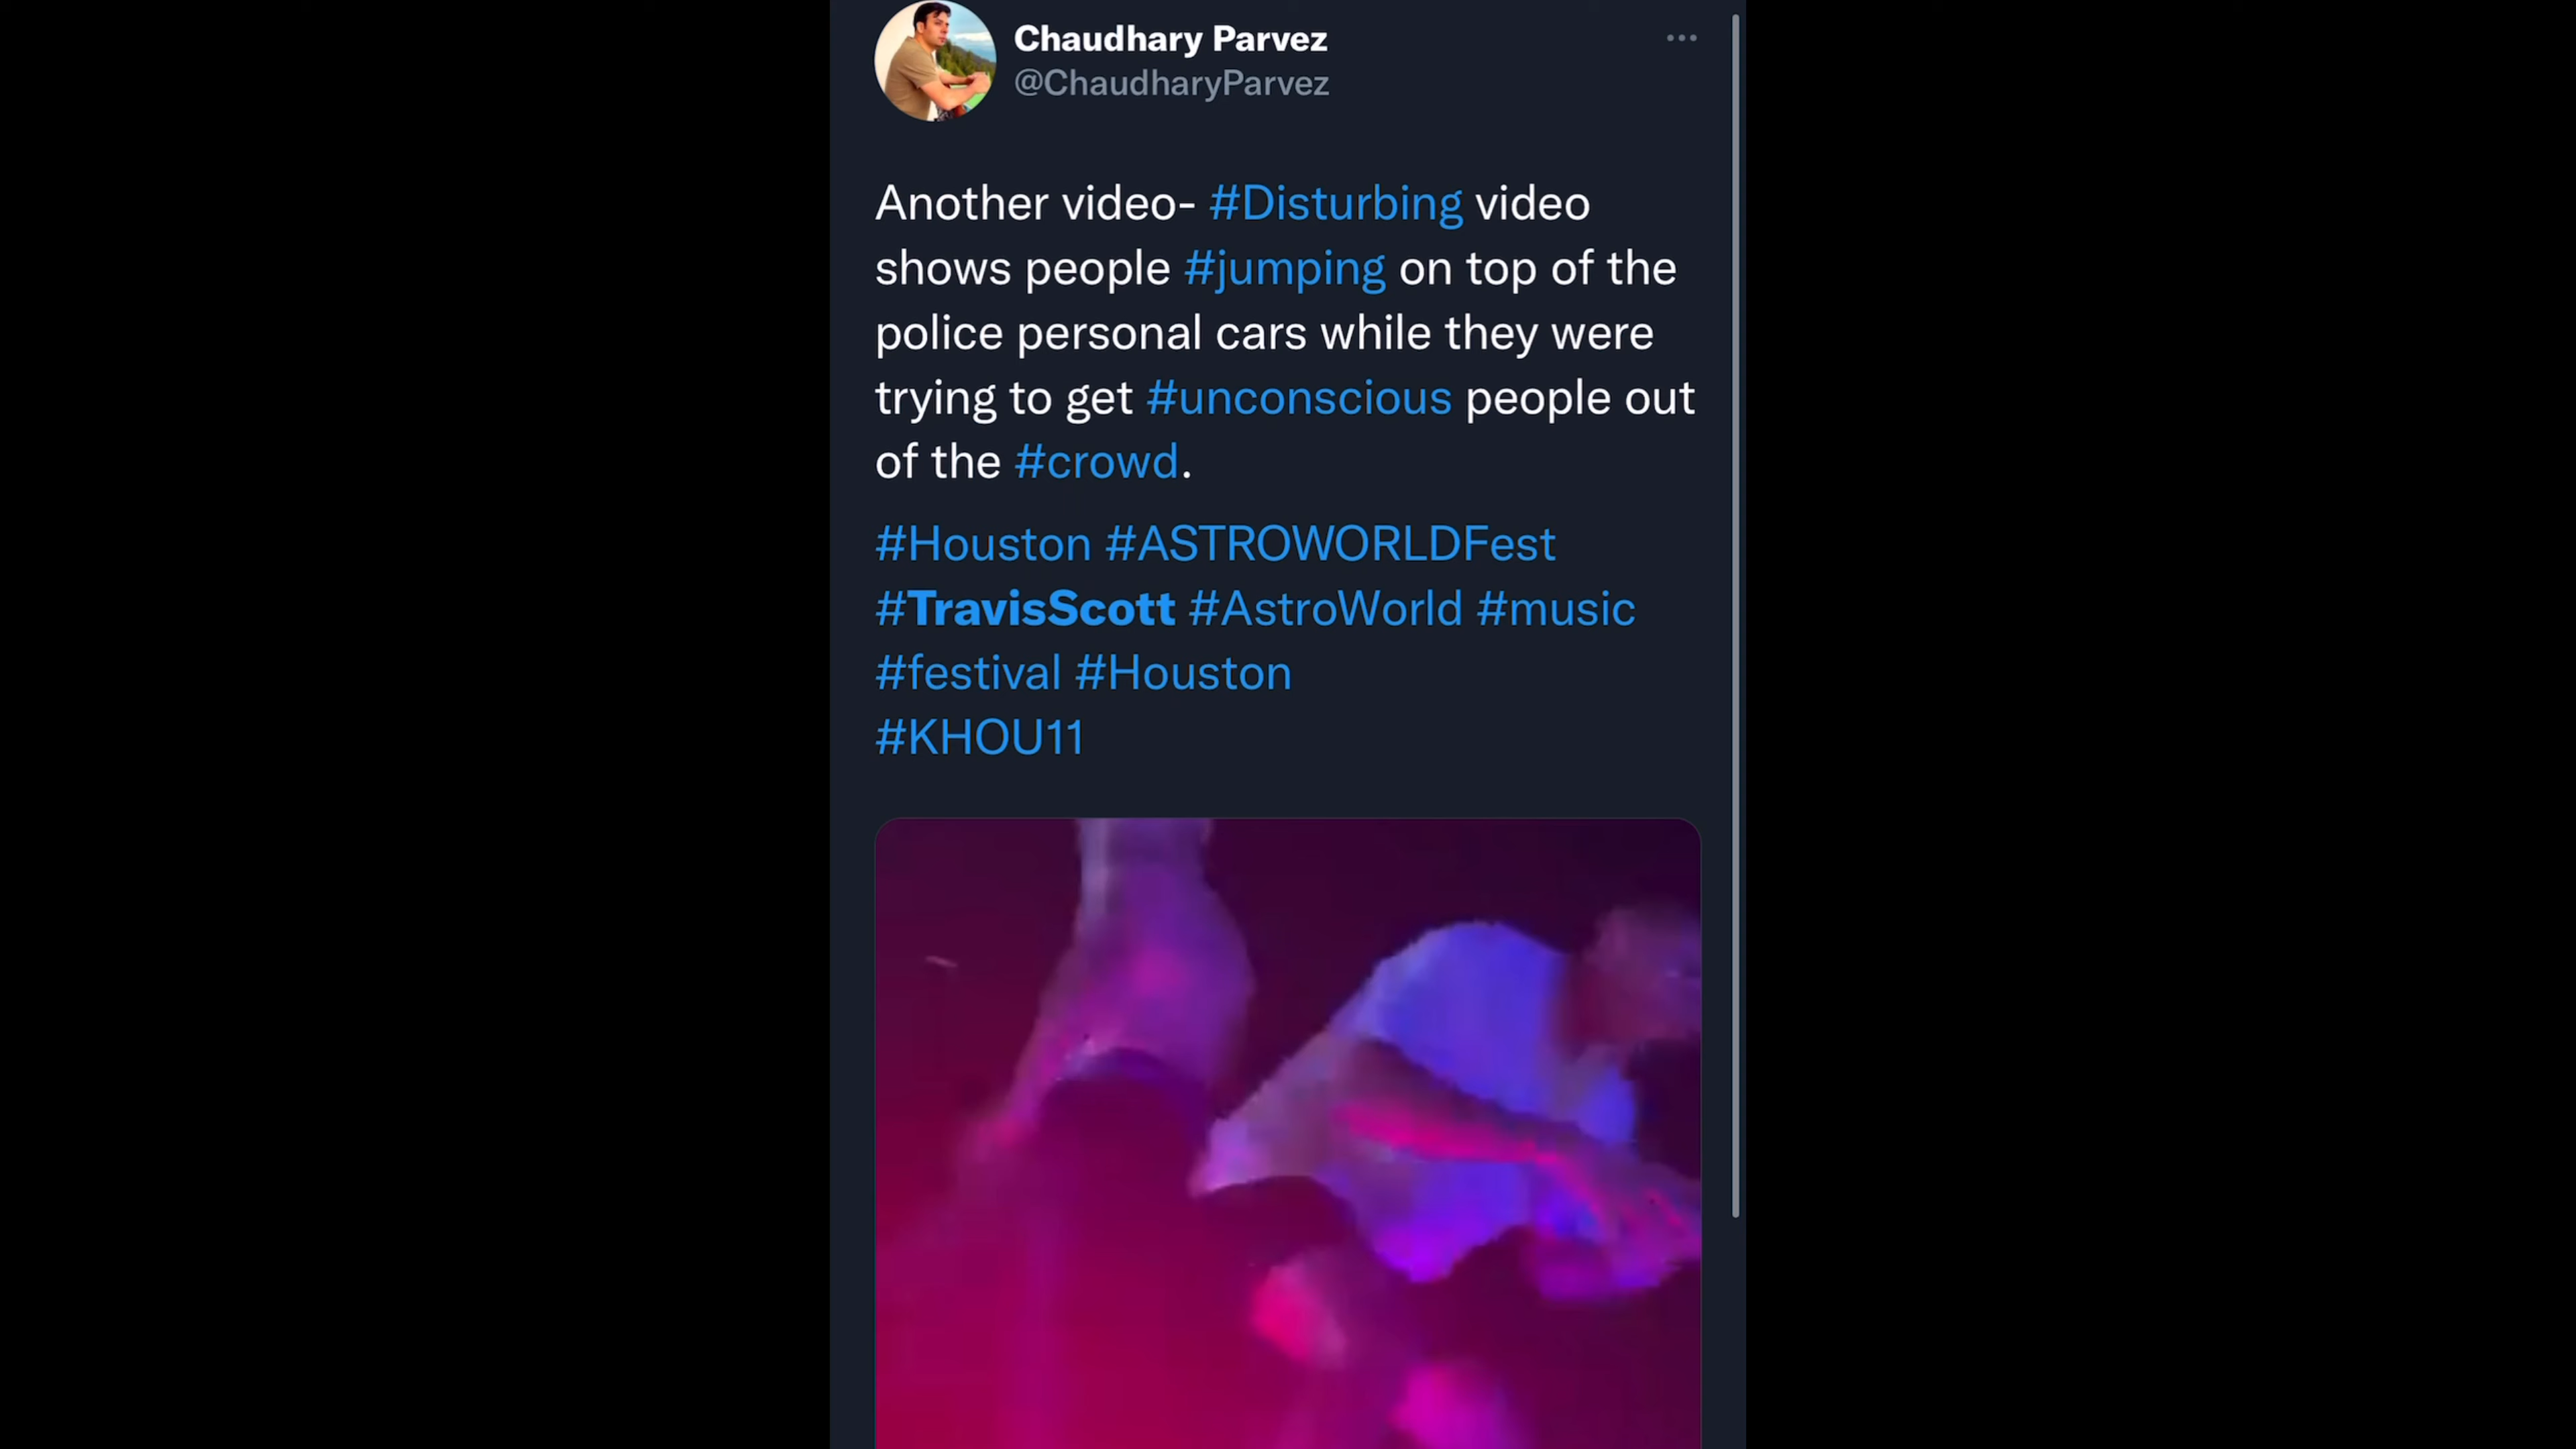 Chaudhary Parvez
@ChaudharyParvez
Another video- #Disturbing video
shows people #jumping on top of the
police personal cars while they were
trying to get #unconscious people out
of the #crowd.
#Houston #ASTROWORLDFest
#TravisScott #AstroWorld #music
#festival #Houston
#KHOU11